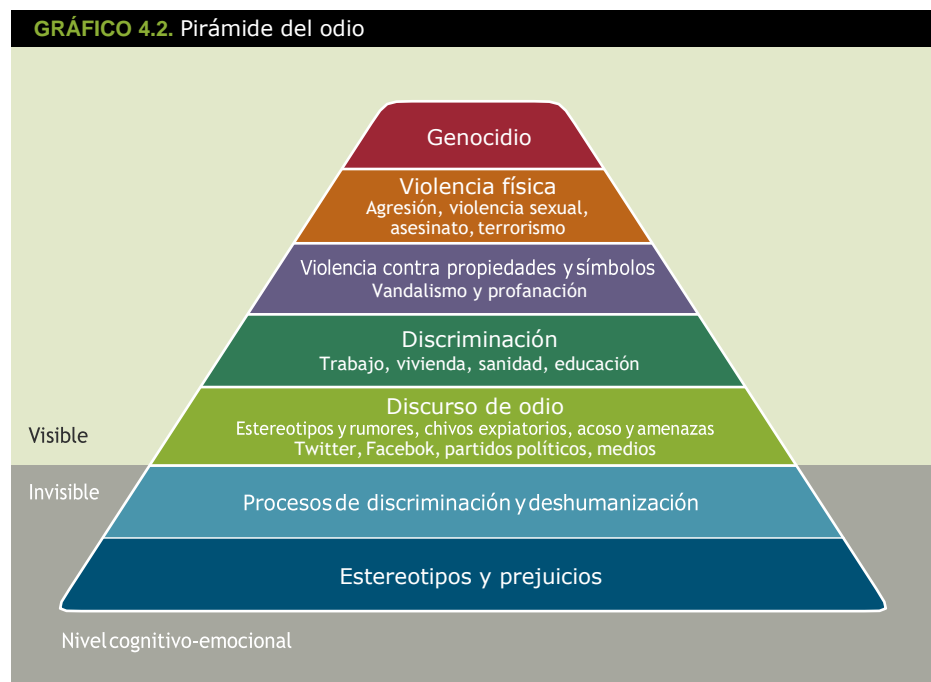 GRÁFICO 4.2. Pirámide del odio
Genocidio
Violencia física
Agresión, violencia sexual,
asesinato, terrorismo
Violencia contra propiedades y símbolos
Vandalismo y profanación
Discriminación
Trabajo, vivienda, sanidad, educación
Discurso de odio
Estereotipos y rumores, chivos expiatorios, acoso y amenazas
Twitter, Facebok, partidos políticos, medios
Visible
Invisible
Procesos de discriminación y deshumanización
Estereotipos y prejuicios
Nivel cognitivo-emocional